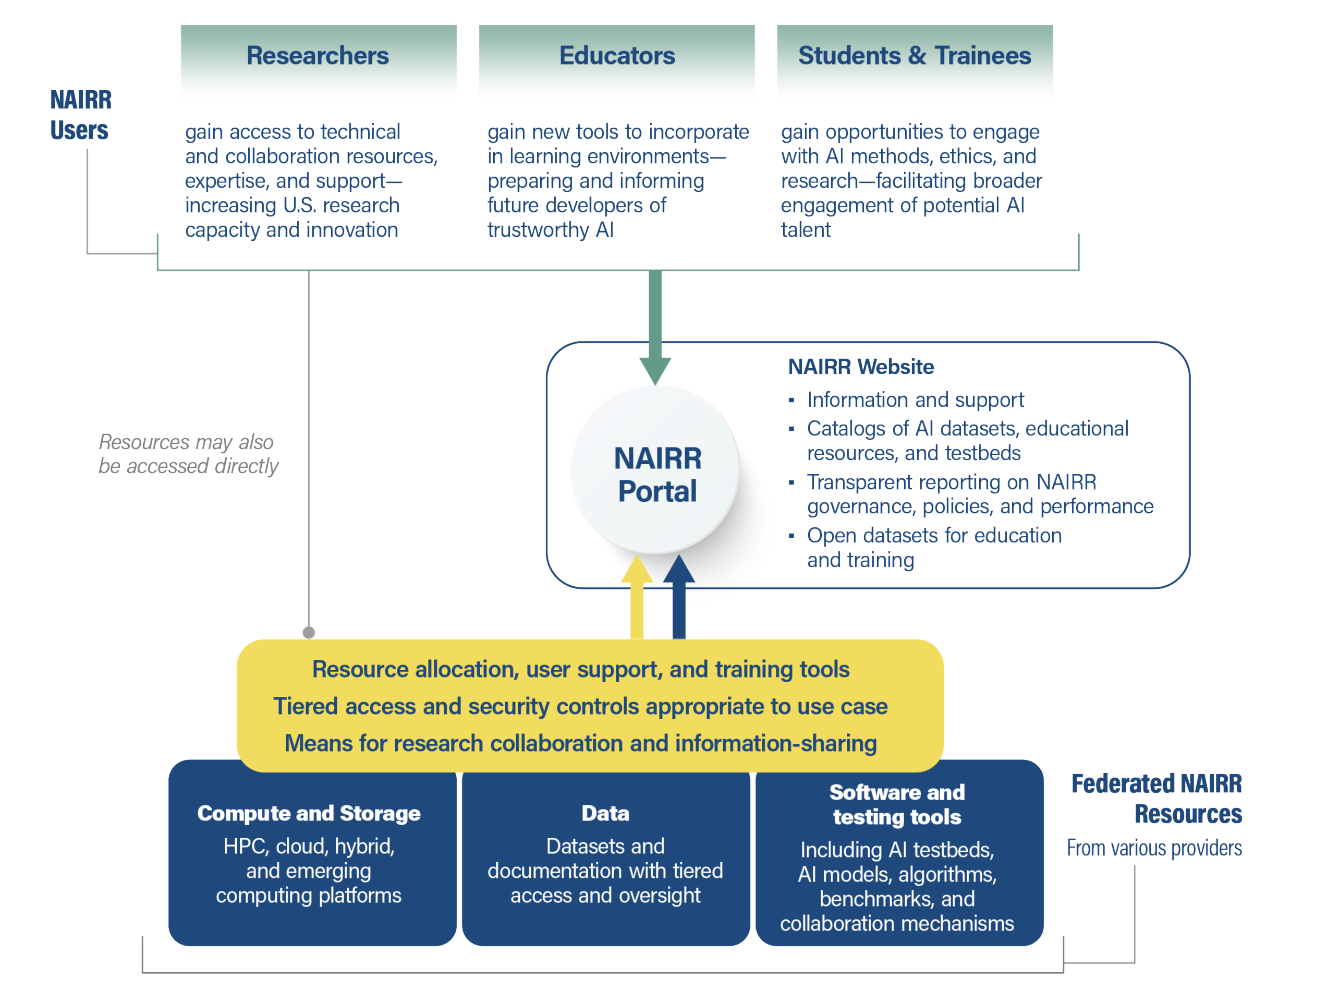 Researchers
Educators
Students & Trainees
NAIRR
Users
gain access to technical
and collaboration resources,
expertise, and support—
increasing U.S. research
capacity and innovation
gain new tools to incorporate
in learning environments—
preparing and informing
future developers of
trustworthy AI
gain opportunities to engage
with AI methods, ethics, and
research—facilitating broader
engagement of potential AI
talent
Resources may also
be accessed directly
NAIRR
Portal
NAIRR Website
▪ Information and support
▪ Catalogs of AI datasets, educational
resources, and testbeds
▪ Transparent reporting on NAIRR
governance, policies, and performance
▪ Open datasets for education
and training
Resource allocation, user support, and training tools
Tiered access and security controls appropriate to use case
Means for research collaboration and information-sharing
Compute and Storage
HPC, cloud, hybrid,
and emerging
computing platforms
Data
Datasets and
documentation with tiered
access and oversight
Software and
testing tools
Including AI testbeds,
AI models, algorithms,
benchmarks, and
collaboration mechanisms
Federated NAIRR
Resources
From various providers